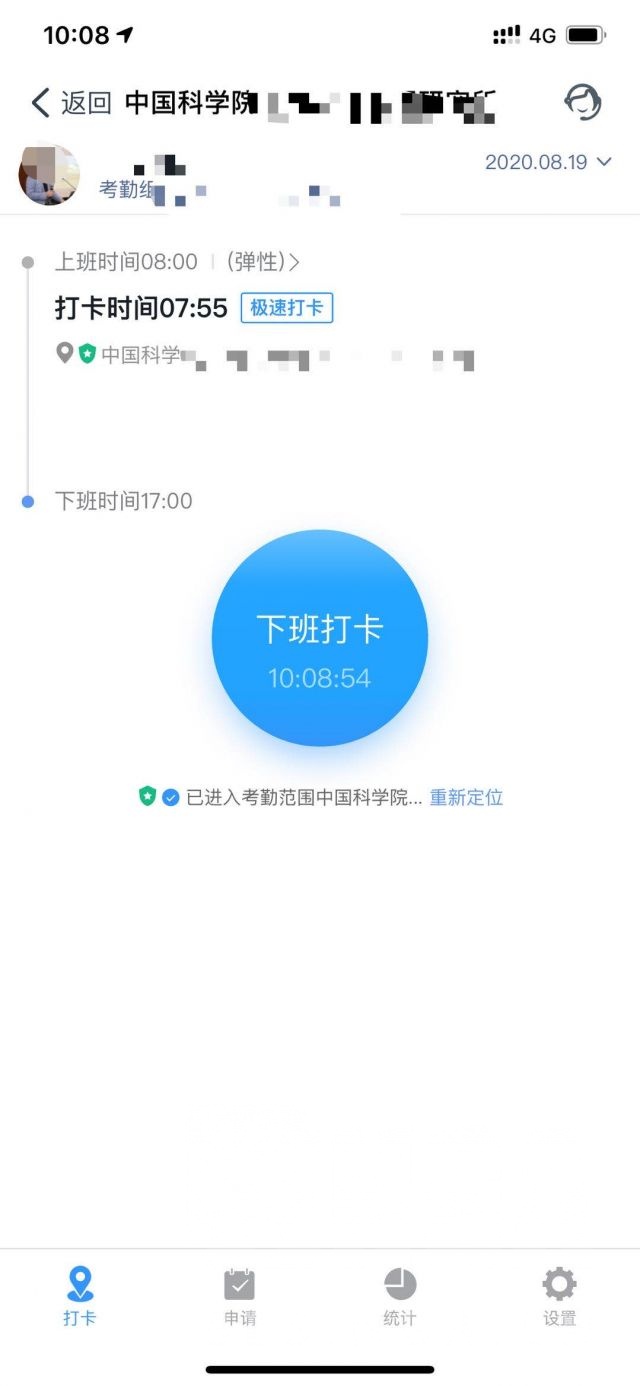 10:08
4G
返回 中国科学院
研究所
2020.08.19
考勤组
上班时间08:00 | (弹性)>
打卡时间07:55 极速打卡
中国科学
下班时间17:00
下班打卡
10:08:54
已进入考勤范围中国科学院... 重新定位
打卡 申请 统计 设置